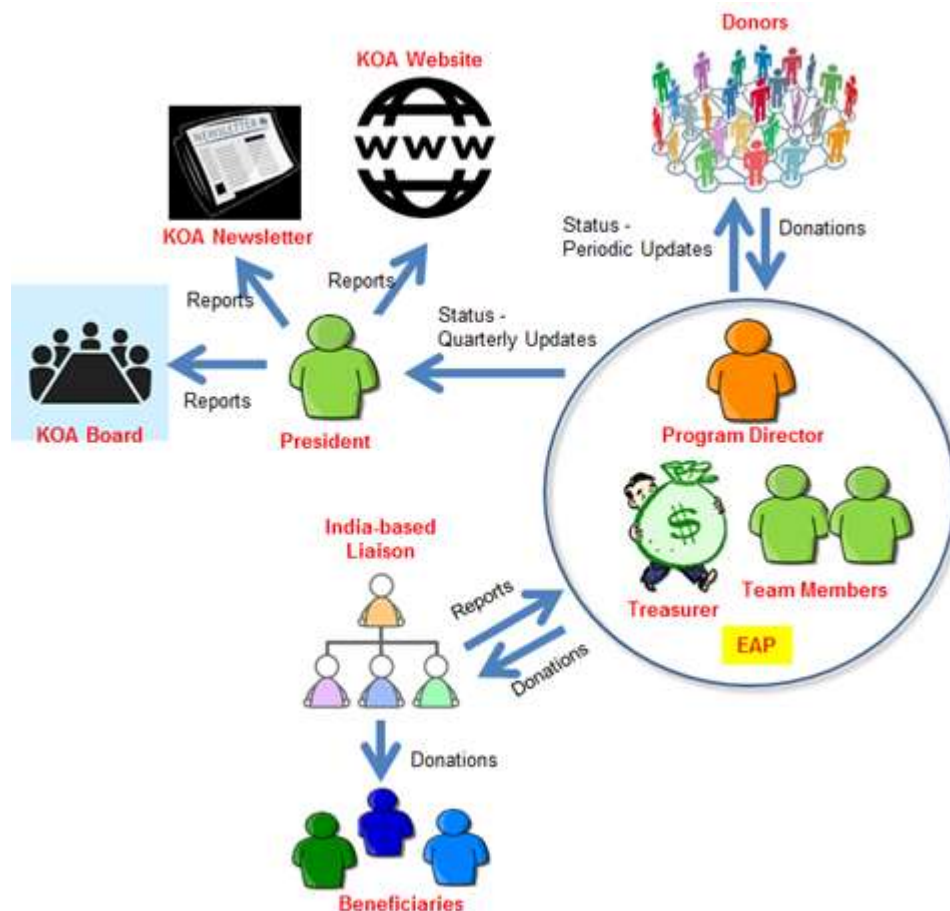 Donors
KOA Website
NEWSLETTER
WWW
KOA Newsletter
Status -
Periodic Updates
Donations
Reports
Reports
Status -
Quarterly Updates
Reports
KOA Board
President
Program Director
India-based
Liaison
$
Reports
Donations
Treasurer
Team Members
EAP
Donations
Beneficiaries